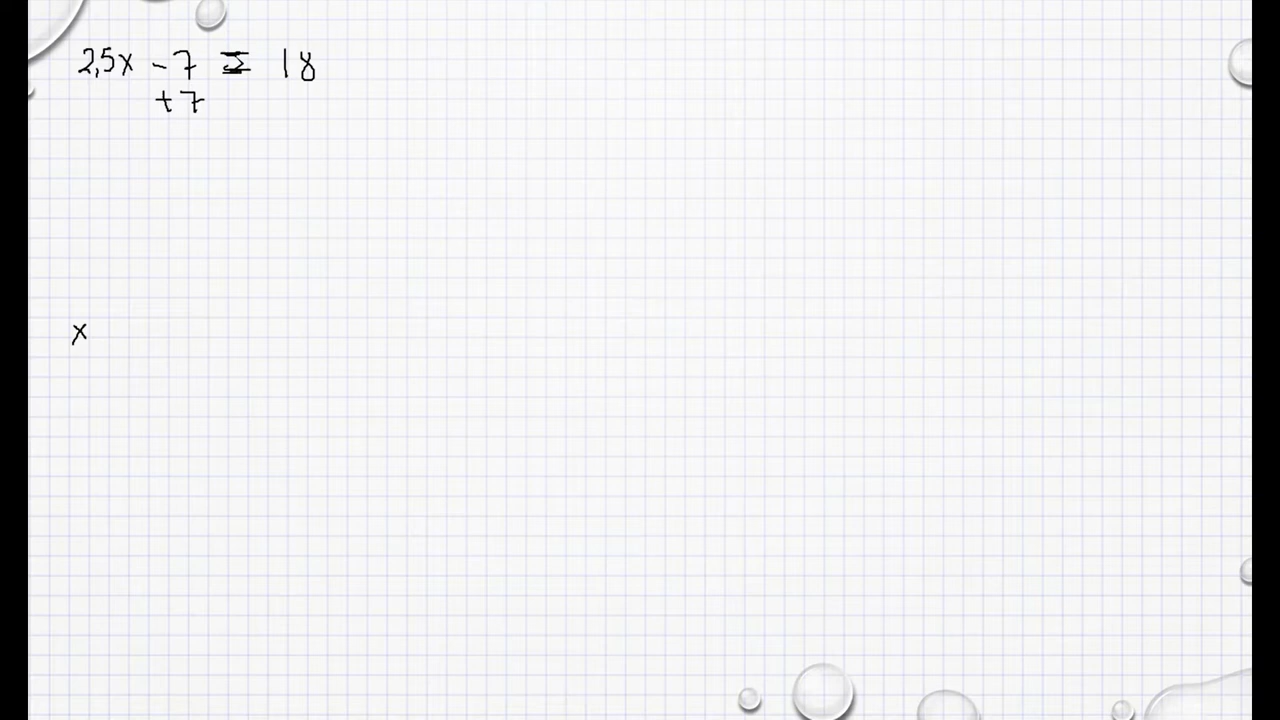 2,5x - 7 = 18
+7
x